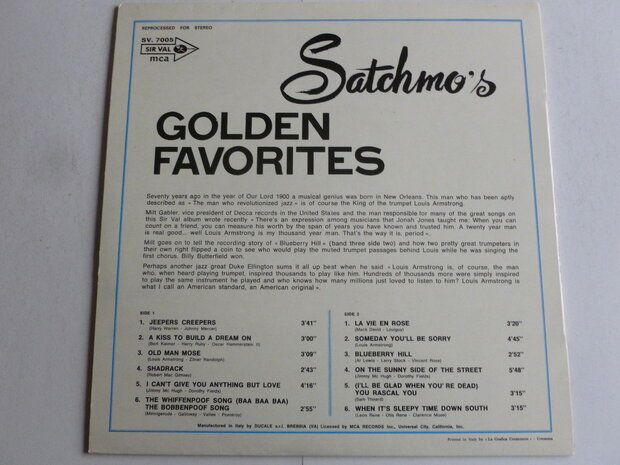 REPROCESSED FOR STEREO
SV. 7005
SIR VAL
mca
Satchmo's
GOLDEN
FAVORITES
Seventy years ago in the year of Our Lord 1900 a musical genius was born in New Orleans. This man who has been aptly
described as « The man who revolutionized jazz » is of course the King of the trumpet Louis Armstrong.
Milt Gabler, vice president of Decca records in the United States and the man responsible for many of the great songs on
this Sir Val album wrote recently « There's an expression among musicians that Jonah Jones taught me: When you can
count on a friend, you can measure his worth by the span of years you have known and trusted him. A twenty year man
is real good... well Louis Armstrong is my thousand year man. That's the way it is, period ».
Milt goes on to tell the recording story of « Blueberry Hill » (band three side two) and how two pretty great trumpeters in
their own right flipped a coin to see who would play the muted trumpet passages behind Louis while he was singing the
first chorus. Billy Butterfield won.
Perhaps another jazz great Duke Ellington sums it all up beat when he said « Louis Armstrong is, of course, the man
who, when heard playing trumpet, inspired thousands to play like him. Hundreds of thousands more were simply inspired
to play the same instrument he played and who knows how many millions just loved to listen to him? Louis Armstrong is
what I call an American standard, an American original ».
SIDE 1
1. JEEPERS CREEPERS 3'41"
(Harry Warren - Johnny Mercer)
2. A KISS TO BUILD A DREAM ON 3'00"
(Bert Kalmer - Harry Ruby - Oscar Hammerstein II)
3. OLD MAN MOSE 3'09"
(Louis Armstrong - Zilner Randolph)
4. SHADRACK 2'43"
(Robert Mac Gimsey)
5. I CAN'T GIVE YOU ANYTHING BUT LOVE 4'16"
(Jimmy Mc Hugh - Dorothy Fields)
6. THE WHIFFENPOOF SONG (BAA BAA BAA)
THE BOBBENPOOF SONG 2'55"
(Minnigerode - Galloway - Vallee - Pomeroy)
SIDE 2
1. LA VIE EN ROSE 3'20"
(Mack David - Louiguy)
2. SOMEDAY YOU'LL BE SORRY 4'45"
(Louis Armstrong)
3. BLUEBERRY HILL 2'52"
(Al Lewis - Larry Stock - Vincent Rose)
4. ON THE SUNNY SIDE OF THE STREET 5'48"
(Jimmy Mc Hugh - Dorothy Fields)
5. (I'LL BE GLAD WHEN YOU'RE DEAD)
YOU RASCAL YOU 3'15"
(Sam Theard)
6. WHEN IT'S SLEEPY TIME DOWN SOUTH 3'15"
(Leon Rene - Otis Rene - Clarence Muse)
Manufactured in Italy by DUCALE s.r.l. BREBBIA (VA) Licensed by MCA RECORDS Inc., Universal City, California, Inc.
Printed in Italy by « La Grafica Cremonese » - Cremona